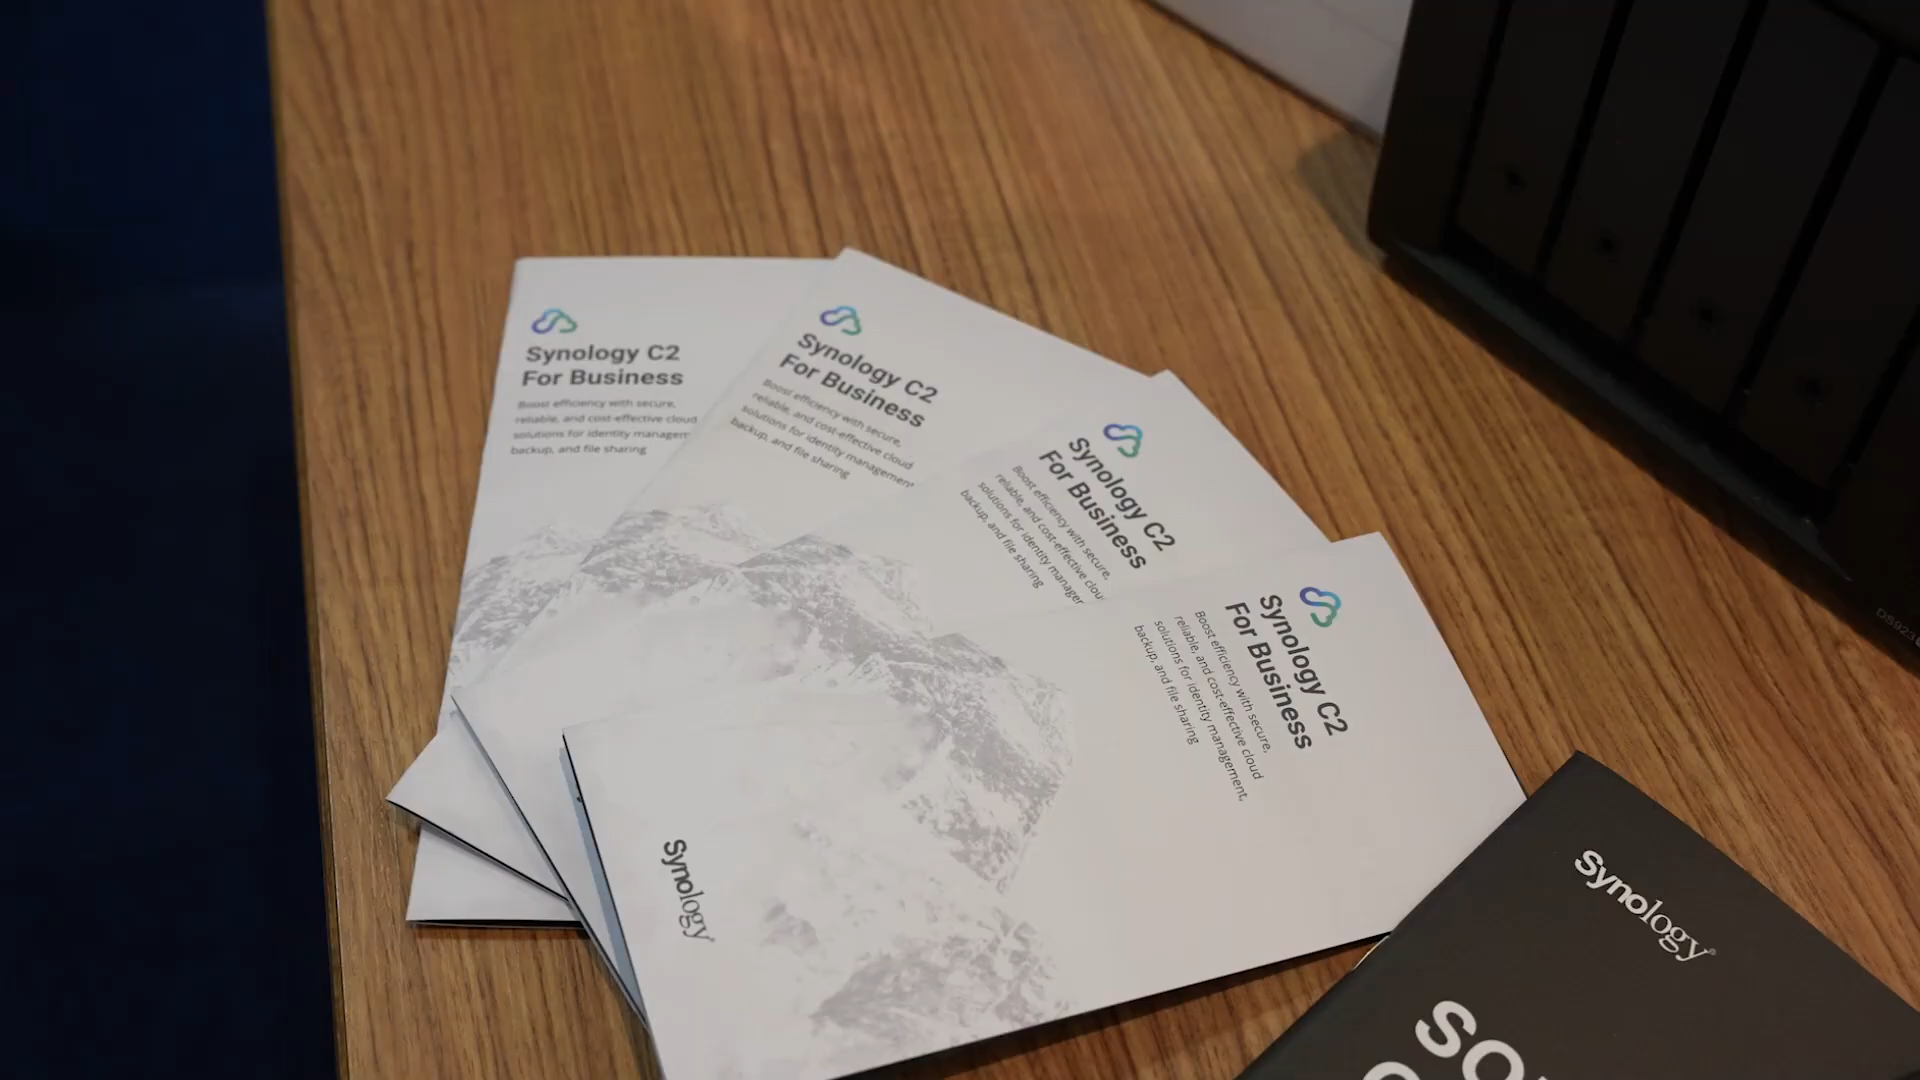 Synology C2
For Business
Boost efficiency with secure,
reliable, and cost-effective cloud
solutions for identity managem
backup, and file sharing
Synology C2
For Business
Boost efficiency with secure,
reliable, and cost-effective cloud
solutions for identity management
backup, and file sharing
Synology C2
For Business
Boost efficiency with secure,
reliable, and cost-effective clou
solutions for identity manager
backup, and file sharing
Synology C2
For Business
Boost efficiency with secure,
reliable, and cost-effective cloud
solutions for identity management,
backup, and file sharing
Synology
Synology
SO